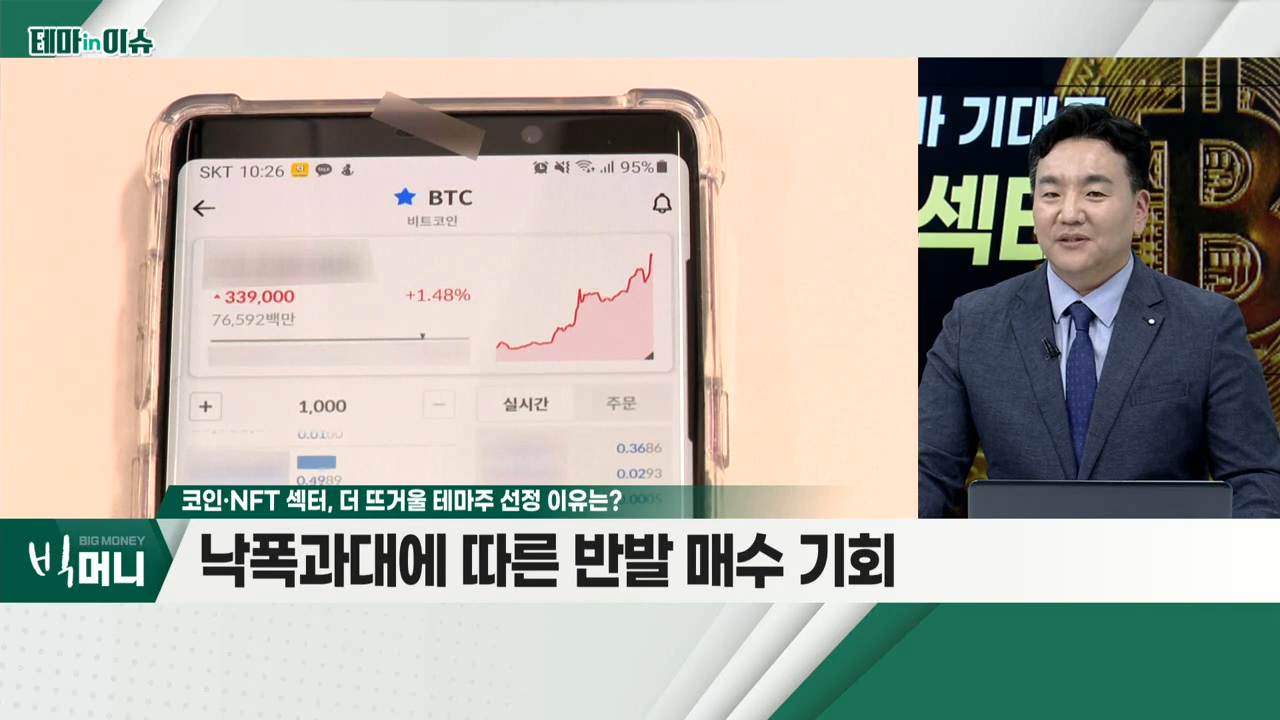 테마in이슈
SKT 10:26
95%
BTC
비트코인
339,000
+1.48%
76,592백만
1,000
실시간
주문
0.0100
0.4989
0.3686
0.0293
0.0005
기대
섹터
코인·NFT 섹터, 더 뜨거울 테마주 선정 이유는?
BIG MONEY
빅머니
낙폭과대에 따른 반발 매수 기회